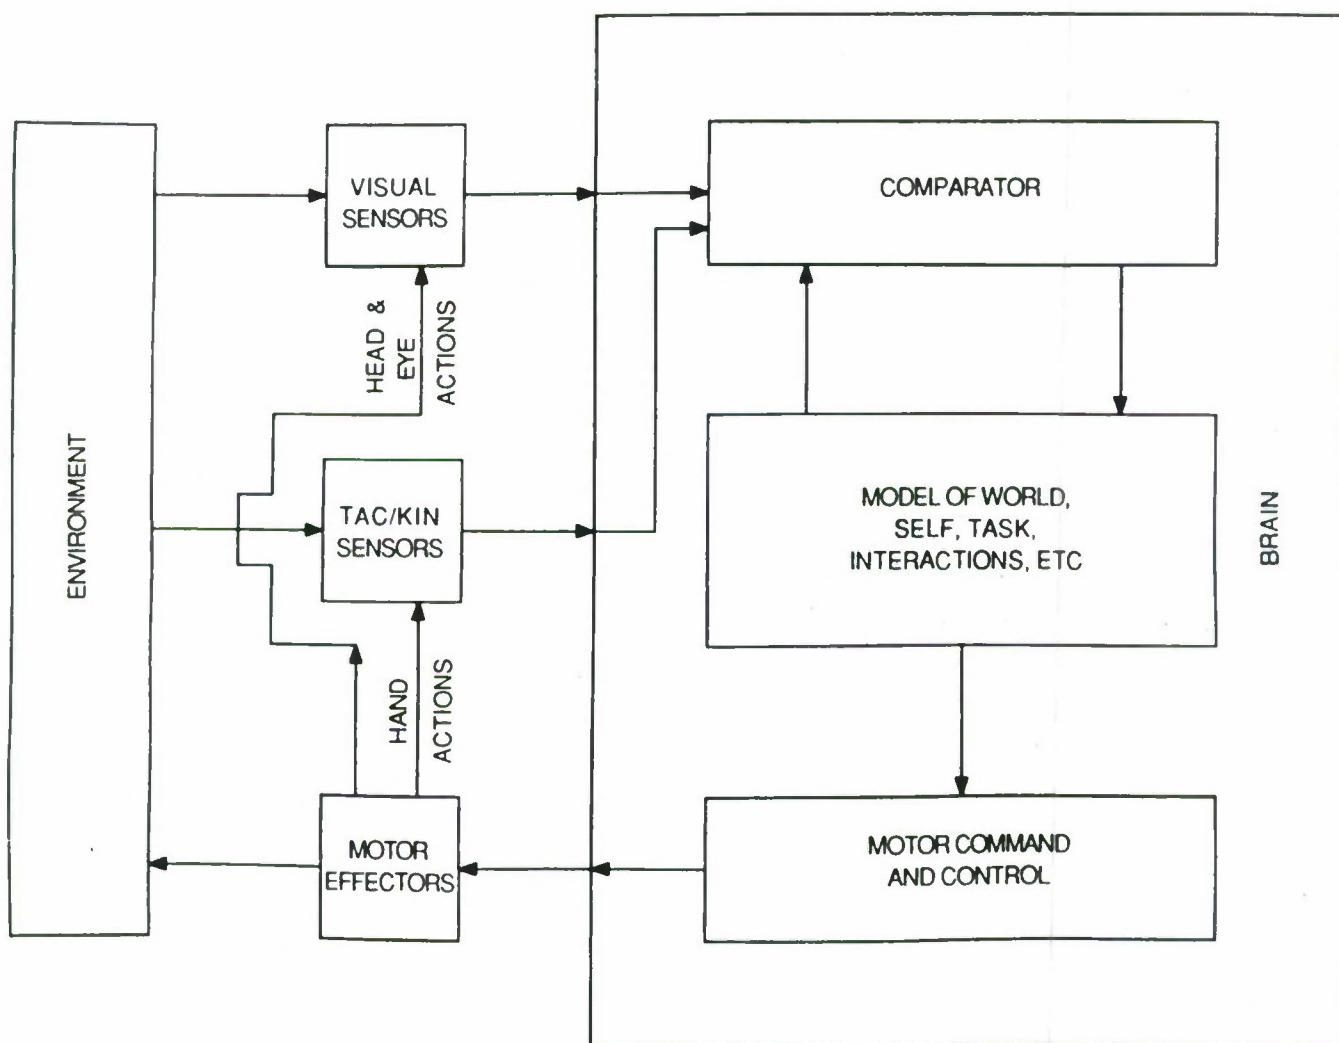 ENVIRONMENT
VISUAL
SENSORS
HEAD &
EYE
ACTIONS
TAC/KIN
SENSORS
HAND
ACTIONS
MOTOR
EFFECTORS
COMPARATOR
MODEL OF WORLD,
SELF, TASK,
INTERACTIONS, ETC
MOTOR COMMAND
AND CONTROL
BRAIN